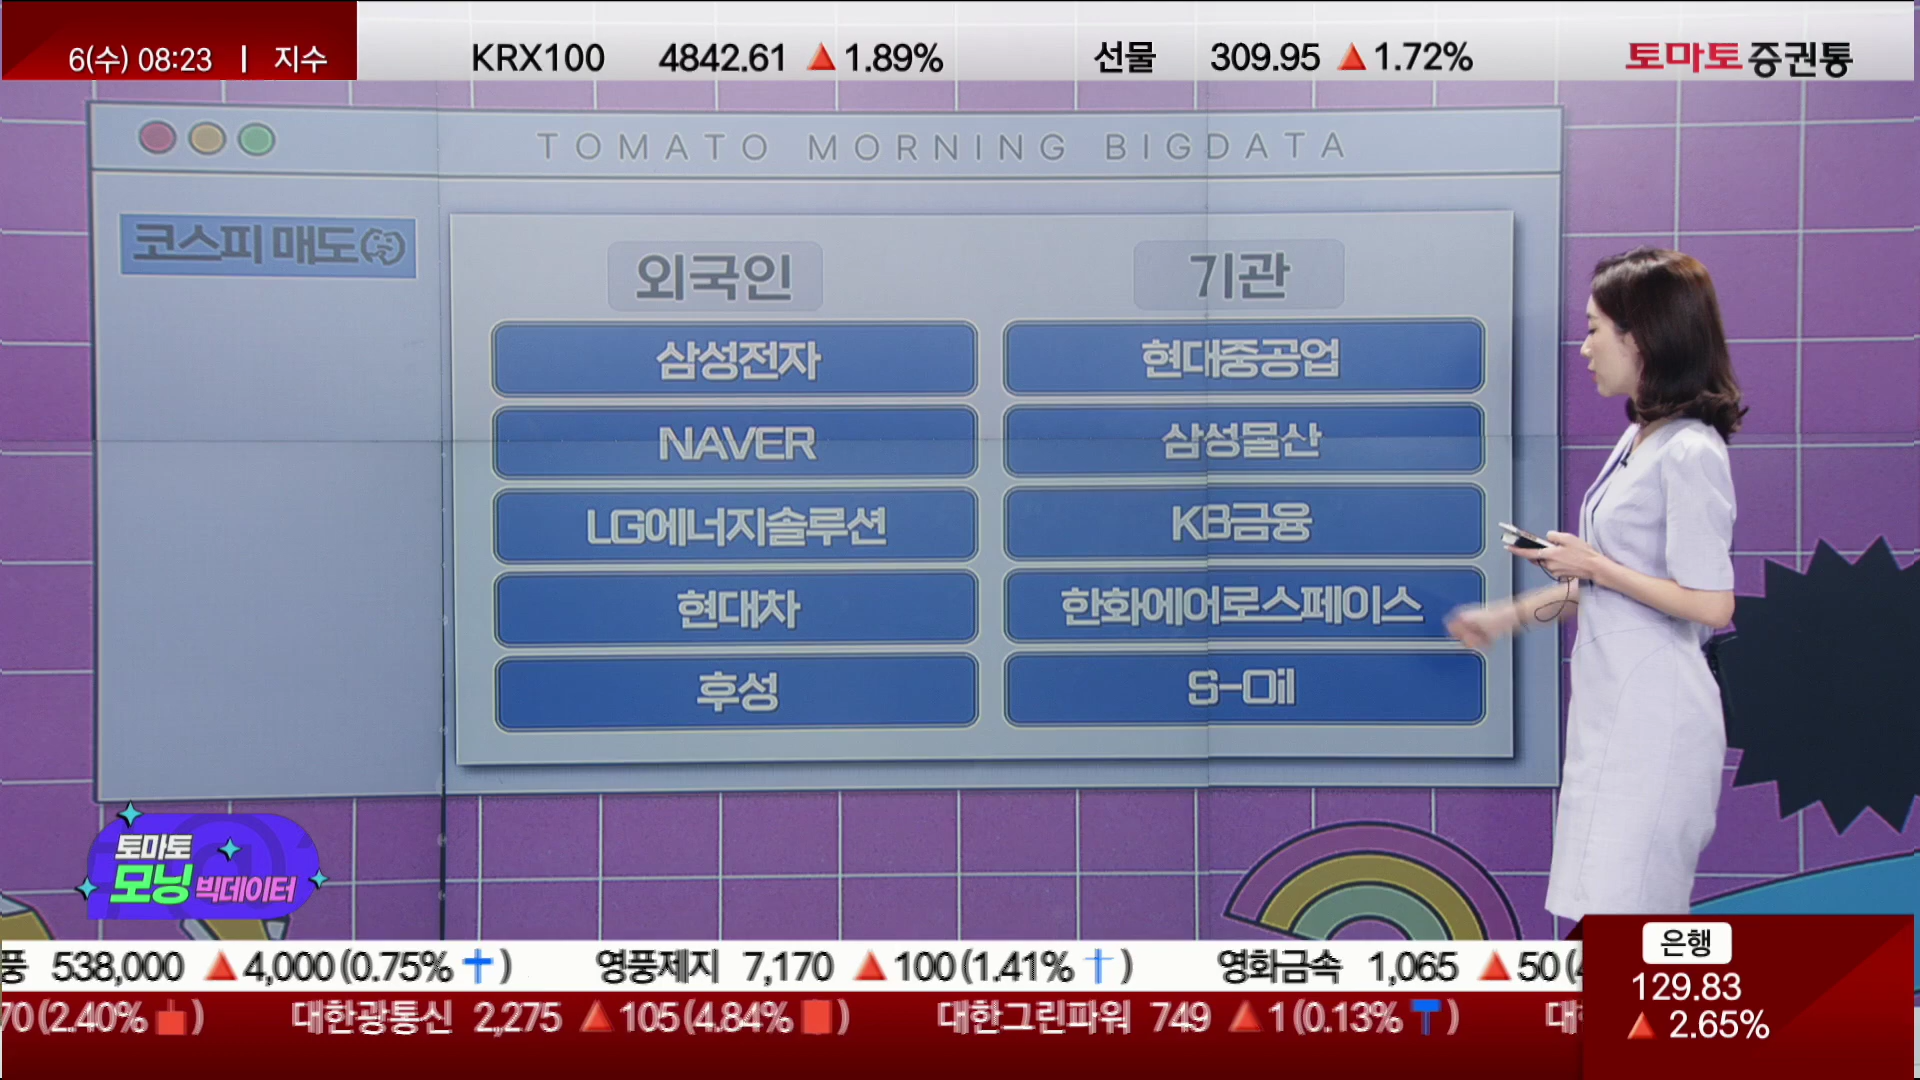 6(수) 08:23 | 지수 KRX100 4842.61 ▲1.89% 선물 309.95 ▲1.72% 토마토증권통
TOMATO MORNING BIGDATA
코스피 매도
외국인 기관
삼성전자 현대중공업
NAVER 삼성물산
LG에너지솔루션 KB금융
현대차 한화에어로스페이스
후성 S-Oil
토마토
모닝 빅데이터
은행
풍 538,000 ▲4,000(0.75% ) 영풍제지 7,170 ▲100(1.41% ) 영화금속 1,065 ▲50(
129.83
70(2.40% ) 대한광통신 2,275 ▲105(4.84% ) 대한그린파워 749 ▲1(0.13% )
▲ 2.65%